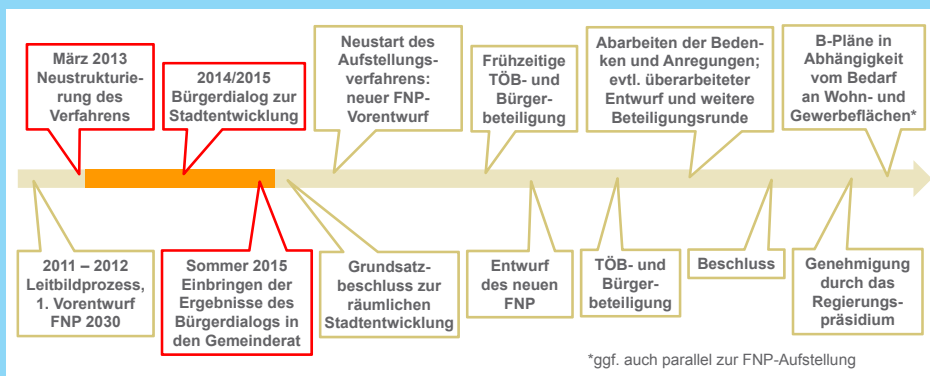 März 2013
Neustrukturie-
rung des
Verfahrens
2014/2015
Bürgerdialog zur
Stadtentwicklung
Neustart des
Aufstellungs-
verfahrens:
neuer FNP-
Vorentwurf
Frühzeitige
TÖB- und
Bürger-
beteiligung
Abarbeiten der Beden-
ken und Anregungen;
evtl. überarbeiteter
Entwurf und weitere
Beteiligungsrunde
B-Pläne in
Abhängigkeit
vom Bedarf
an Wohn- und
Gewerbeflächen*
2011 – 2012
Leitbildprozess,
1. Vorentwurf
FNP 2030
Sommer 2015
Einbringen der
Ergebnisse des
Bürgerdialogs in
den Gemeinderat
Grundsatz-
beschluss zur
räumlichen
Stadtentwicklung
Entwurf
des neuen
FNP
TÖB- und
Bürger-
beteiligung
Beschluss
Genehmigung
durch das
Regierungs-
präsidium
*ggf. auch parallel zur FNP-Aufstellung